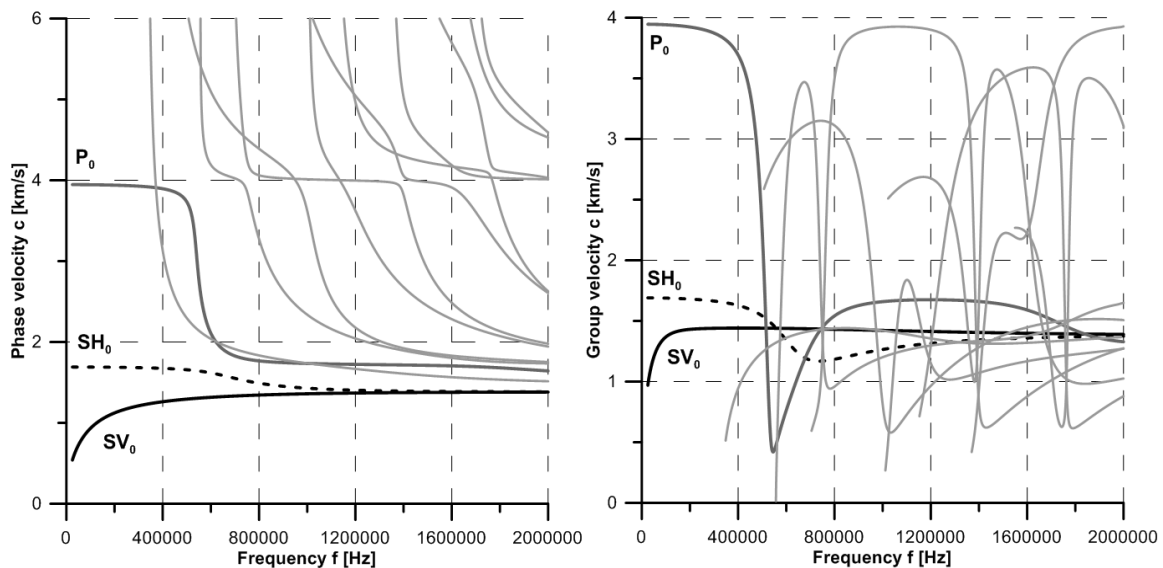 Phase velocity c [km/s]
6
4
2
0
P₀
SH₀
SV₀
0 400000 800000 1200000 1600000 2000000
Frequency f [Hz]
Group velocity c [km/s]
4
3
2
1
0
P₀
SH₀
SV₀
0 400000 800000 1200000 1600000 2000000
Frequency f [Hz]